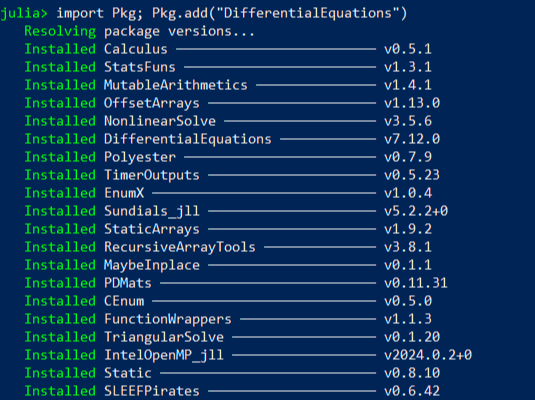 julia> import Pkg; Pkg.add("DifferentialEquations")
Resolving package versions...
Installed Calculus ────────────────────────── v0.5.1
Installed StatsFuns ───────────────────────── v1.3.1
Installed MutableArithmetics ─────────────── v1.4.1
Installed OffsetArrays ────────────────────── v1.13.0
Installed NonlinearSolve ──────────────────── v3.5.6
Installed DifferentialEquations ──────────── v7.12.0
Installed Polyester ───────────────────────── v0.7.9
Installed TimerOutputs ────────────────────── v0.5.23
Installed EnumX ───────────────────────────── v1.0.4
Installed Sundials_jll ────────────────────── v5.2.2+0
Installed StaticArrays ────────────────────── v1.9.2
Installed RecursiveArrayTools ────────────── v3.8.1
Installed MaybeInplace ────────────────────── v0.1.1
Installed PDMats ──────────────────────────── v0.11.31
Installed CEnum ───────────────────────────── v0.5.0
Installed FunctionWrappers ────────────────── v1.1.3
Installed TriangularSolve ─────────────────── v0.1.20
Installed IntelOpenMP_jll ─────────────────── v2024.0.2+0
Installed Static ──────────────────────────── v0.8.10
Installed SLEEFPirates ────────────────────── v0.6.42